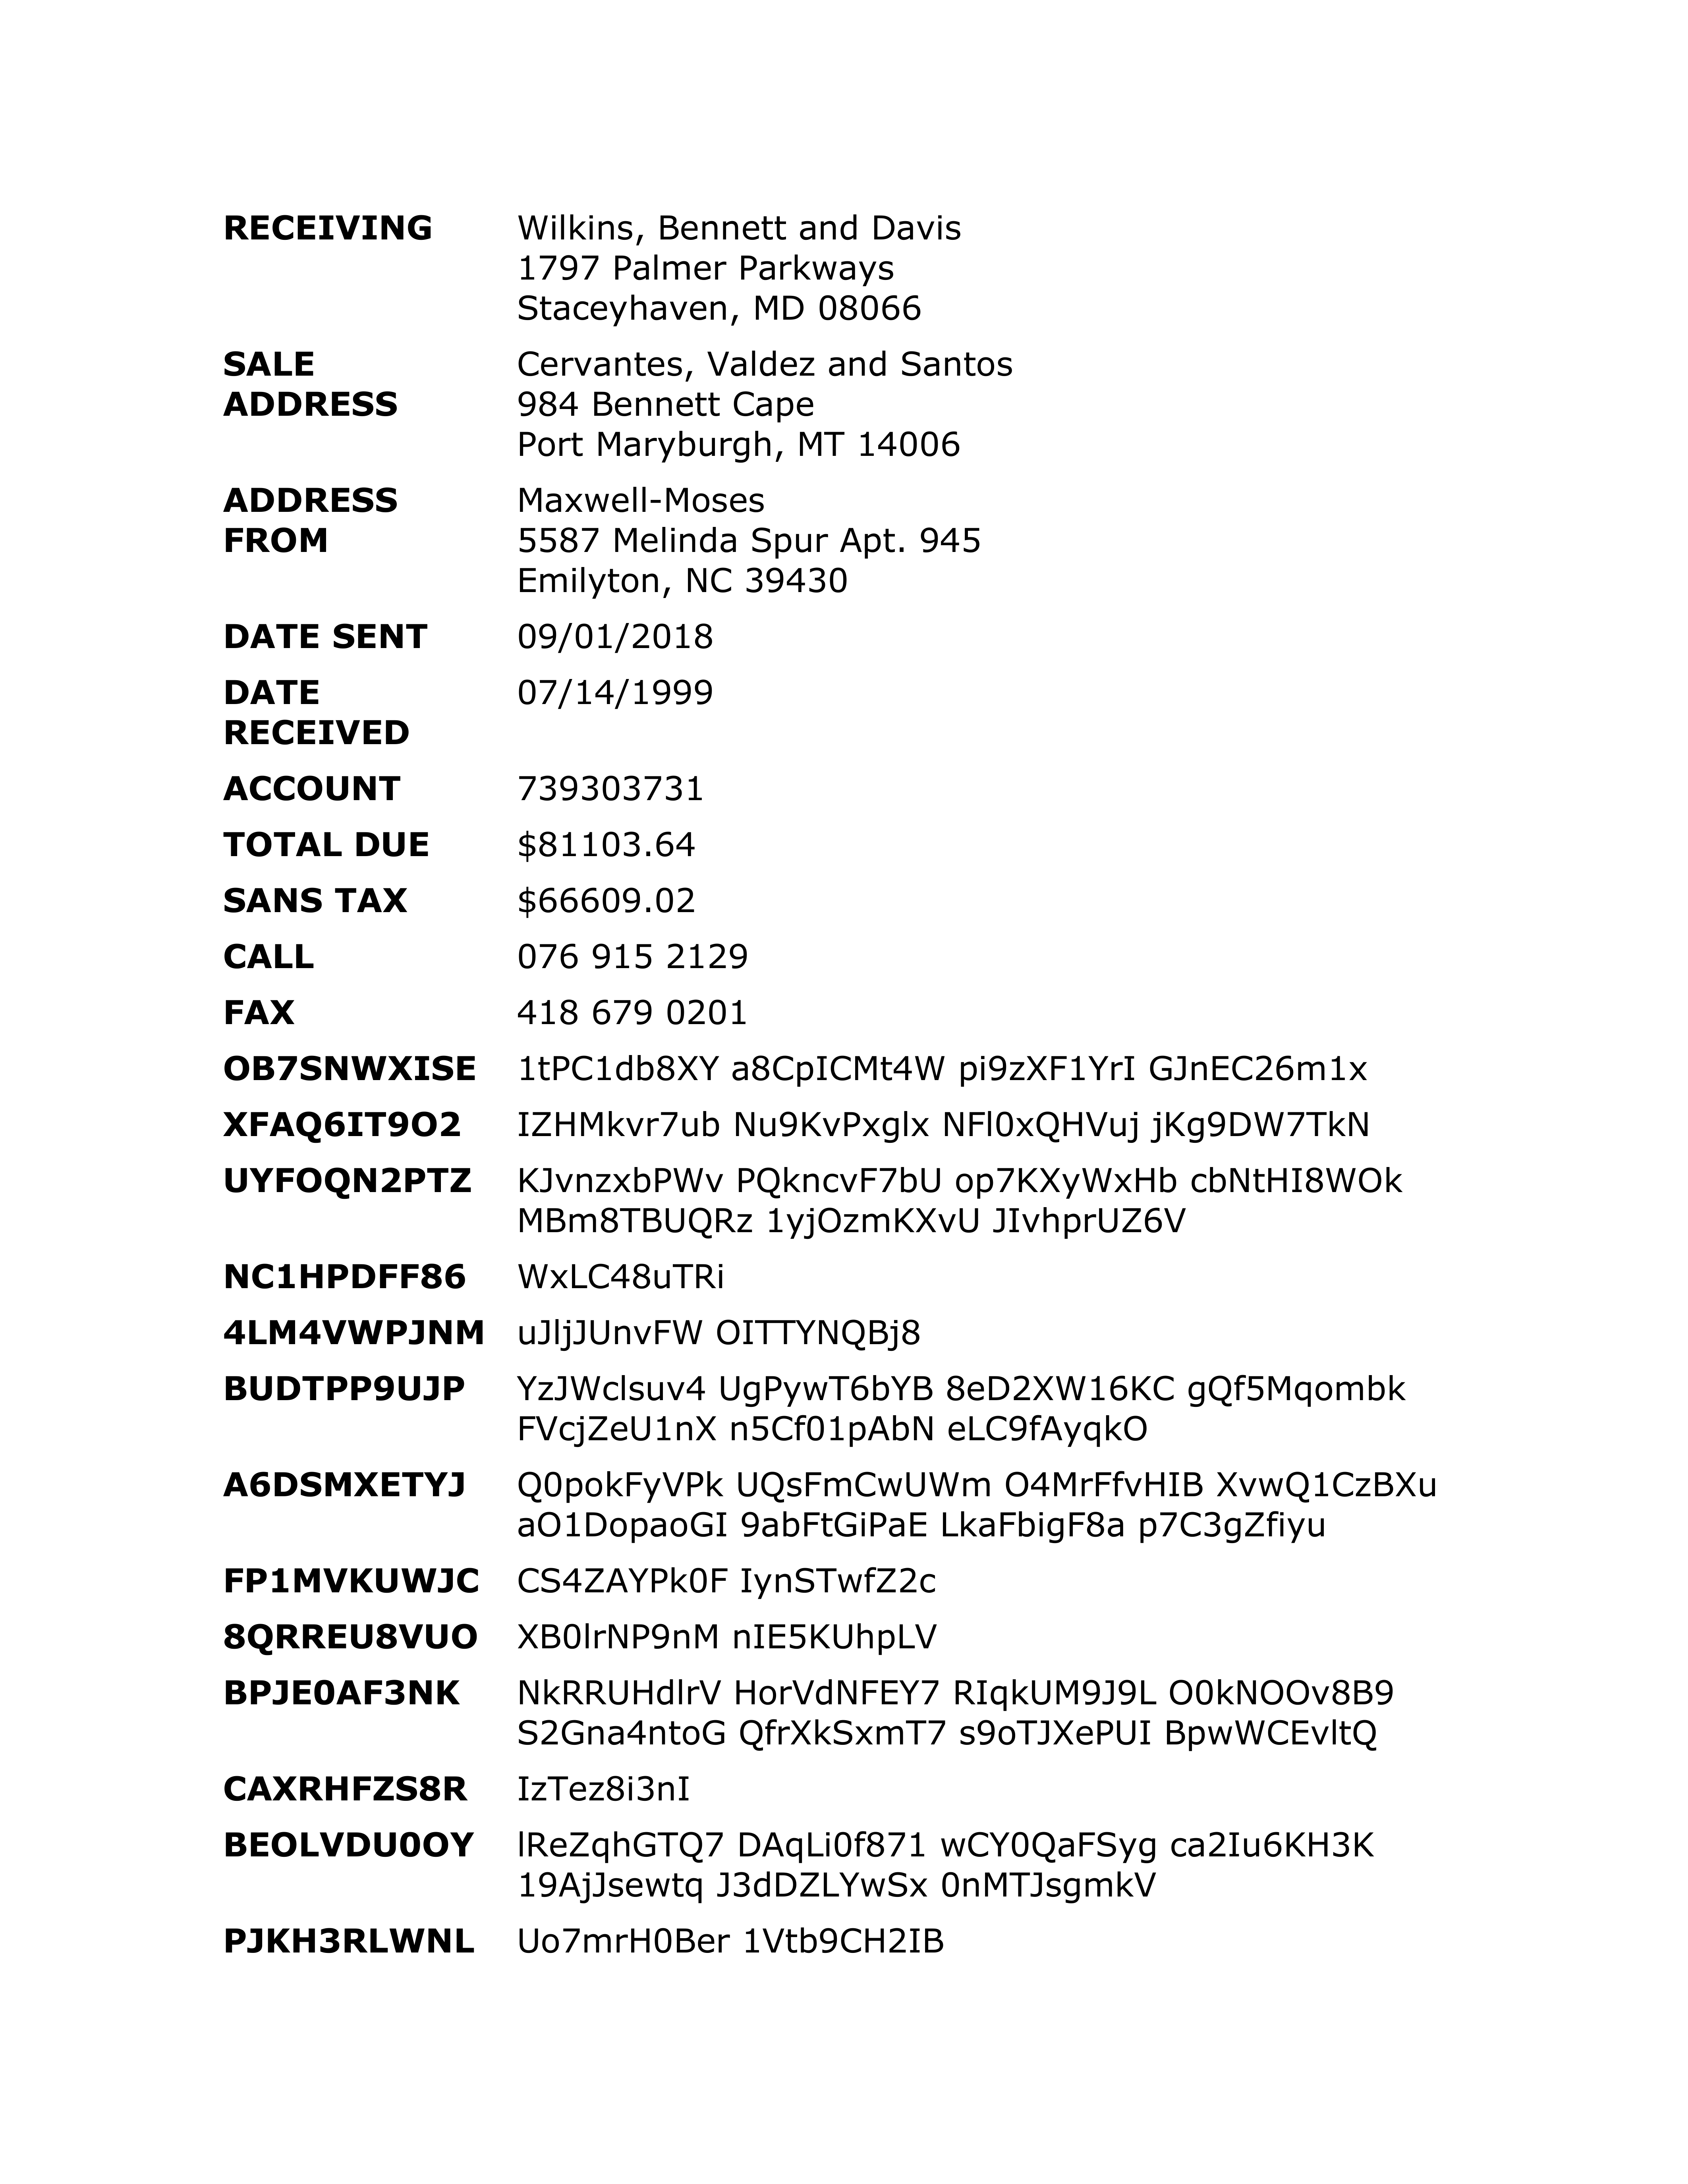 RECEIVING Wilkins, Bennett and Davis
1797 Palmer Parkways
Staceyhaven, MD 08066
SALE Cervantes, Valdez and Santos
ADDRESS 984 Bennett Cape
Port Maryburgh, MT 14006
ADDRESS Maxwell-Moses
FROM 5587 Melinda Spur Apt. 945
Emilyton, NC 39430
DATE SENT 09/01/2018
DATE 07/14/1999
RECEIVED
ACCOUNT 739303731
TOTAL DUE $81103.64
SANS TAX $66609.02
CALL 076 915 2129
FAX 418 679 0201
OB7SNWXISE 1tPC1db8XY a8CpICMt4W pi9zXF1YrI GJnEC26m1x
XFAQ6IT9O2 IZHMkvr7ub Nu9KvPxglx NFl0xQHVuj jKg9DW7TkN
UYFOQN2PTZ KJvnzxbPWv PQkncvF7bU op7KXyWxHb cbNtHI8WOk
MBm8TBUQRz 1yjOzmKXvU JIvhprUZ6V
NC1HPDFF86 WxLC48uTRi
4LM4VWPJNM uJljJUnvFW OITTYNQBj8
BUDTPP9UJP YzJWclsuv4 UgPywT6bYB 8eD2XW16KC gQf5Mqombk
FVcjZeU1nX n5Cf01pAbN eLC9fAyqkO
A6DSMXETYJ Q0pokFyVPk UQsFmCwUWm O4MrFfvHIB XvwQ1CzBXu
aO1DopaoGI 9abFtGiPaE LkaFbigF8a p7C3gZfiyu
FP1MVKUWJC CS4ZAYPk0F IynSTwfZ2c
8QRREU8VUO XB0lrNP9nM nIE5KUhpLV
BPJE0AF3NK NkRRUHdlrV HorVdNFEY7 RIqkUM9J9L O0kNOOv8B9
S2Gna4ntoG QfrXkSxmT7 s9oTJXePUI BpwWCEvltQ
CAXRHFZS8R IzTez8i3nI
BEOLVDU0OY lReZqhGTQ7 DAqLi0f871 wCY0QaFSyg ca2Iu6KH3K
19AjJsewtq J3dDZLYwSx 0nMTJsgmkV
PJKH3RLWNL Uo7mrH0Ber 1Vtb9CH2IB